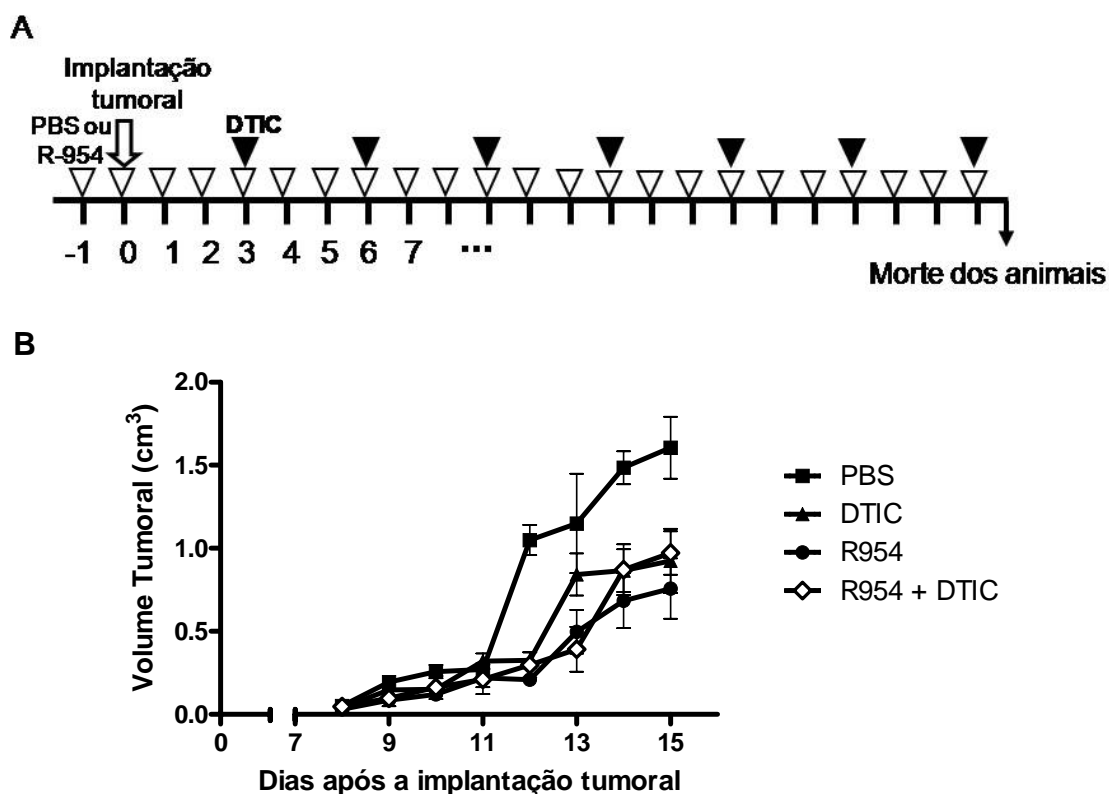 A
Implantação
tumoral
PBS ou
R-954
DTIC
-1 0 1 2 3 4 5 6 7 ...
Morte dos animais
B
Volume Tumoral (cm³)
2.0
1.5
1.0
0.5
0.0
0 7 9 11 13 15
Dias após a implantação tumoral
PBS
DTIC
R954
R954 + DTIC